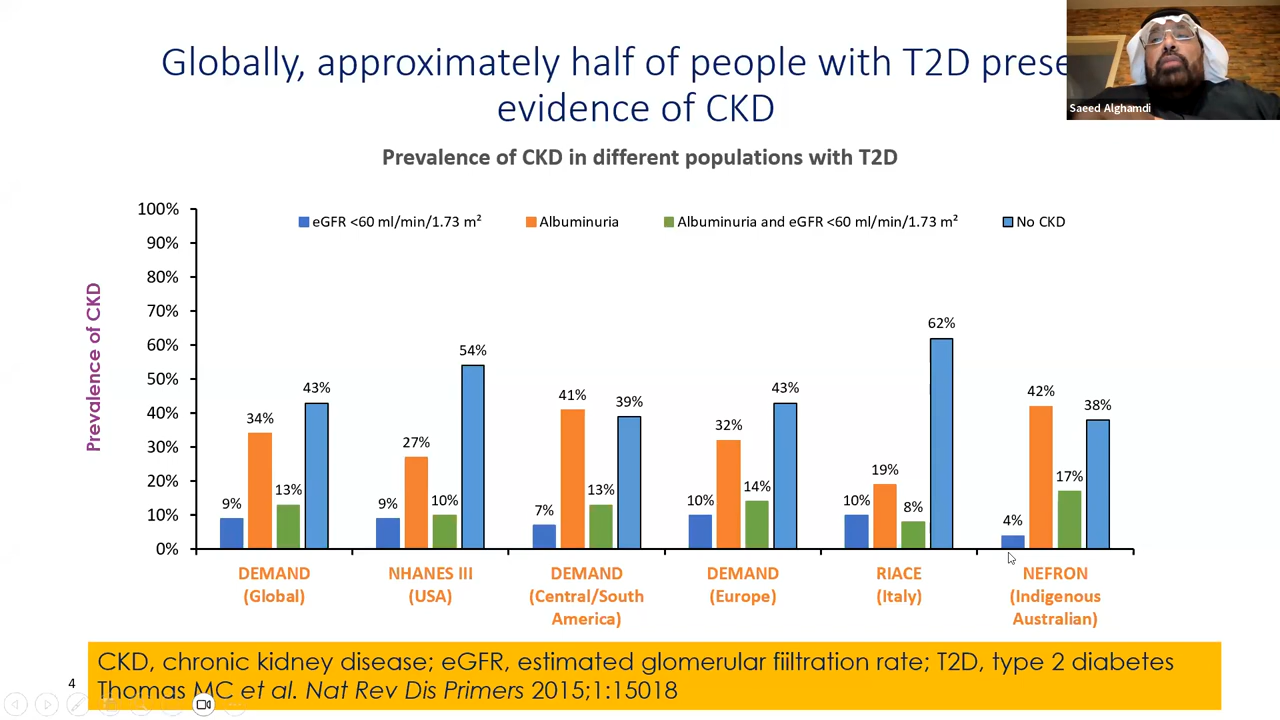 Globally, approximately half of people with T2D prese
evidence of CKD
Saeed Alghamdi
Prevalence of CKD in different populations with T2D
eGFR <60 ml/min/1.73 m²
Albuminuria
Albuminuria and eGFR <60 ml/min/1.73 m²
No CKD
Prevalence of CKD
100%
90%
80%
70%
60%
50%
40%
30%
20%
10%
0%
9%
34%
13%
43%
9%
27%
10%
54%
7%
41%
13%
39%
10%
32%
14%
43%
10%
19%
8%
62%
4%
42%
17%
38%
DEMAND
(Global)
NHANES III
(USA)
DEMAND
(Central/South
America)
DEMAND
(Europe)
RIACE
(Italy)
NEFRON
(Indigenous
Australian)
CKD, chronic kidney disease; eGFR, estimated glomerular fiiltration rate; T2D, type 2 diabetes
Thomas MC et al. Nat Rev Dis Primers 2015;1:15018
4